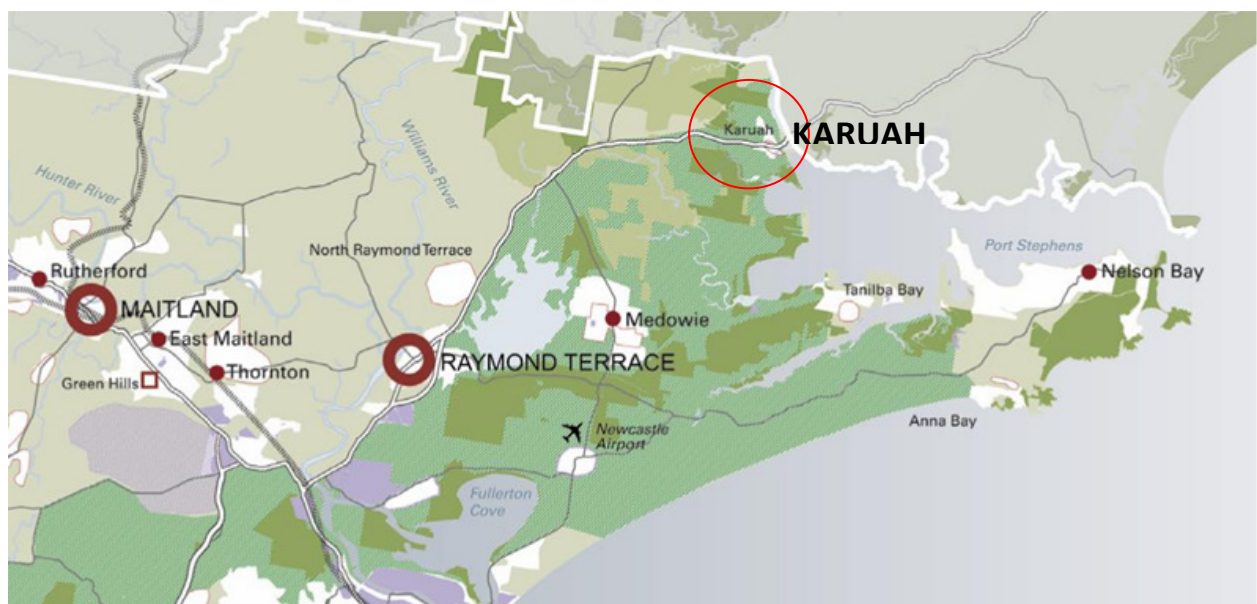 Karuah
KARUAH
Williams River
Hunter River
North Raymond Terrace
Port Stephens
Rutherford
Nelson Bay
Tanilba Bay
MAITLAND
Medowie
East Maitland
RAYMOND TERRACE
Thornton
Green Hills
Anna Bay
Newcastle
Airport
Fullerton
Cove